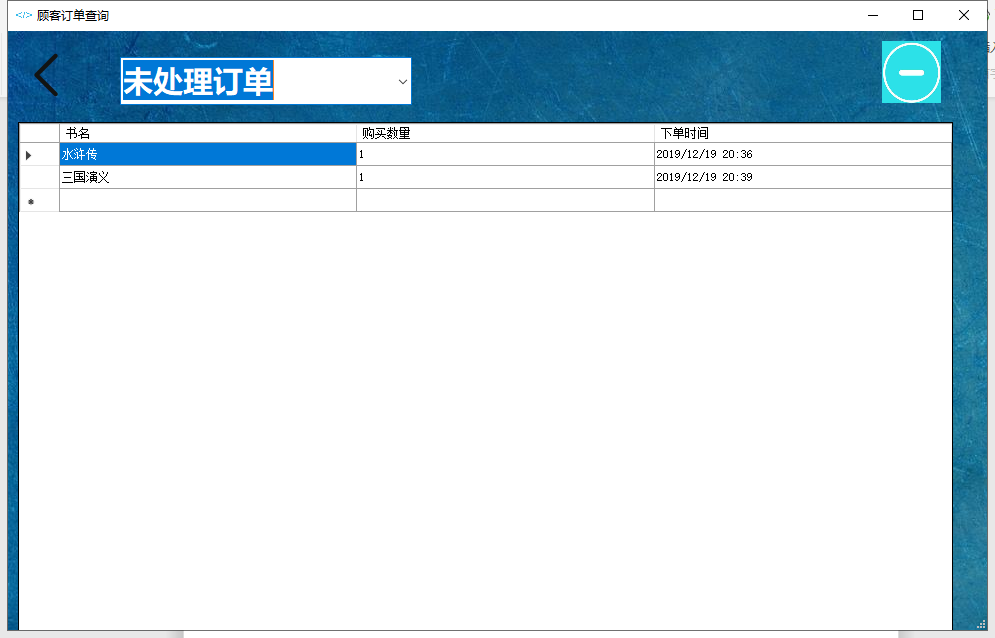 </> 顾客订单查询
未处理订单
书名 购买数量 下单时间
水浒传 1 2019/12/19 20:36
三国演义 1 2019/12/19 20:39